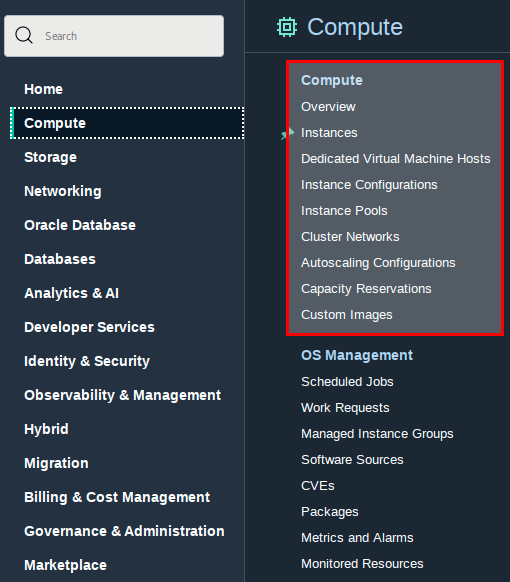 Search
Home
Compute
Storage
Networking
Oracle Database
Databases
Analytics & AI
Developer Services
Identity & Security
Observability & Management
Hybrid
Migration
Billing & Cost Management
Governance & Administration
Marketplace
Compute
Compute
Overview
Instances
Dedicated Virtual Machine Hosts
Instance Configurations
Instance Pools
Cluster Networks
Autoscaling Configurations
Capacity Reservations
Custom Images
OS Management
Scheduled Jobs
Work Requests
Managed Instance Groups
Software Sources
CVEs
Packages
Metrics and Alarms
Monitored Resources